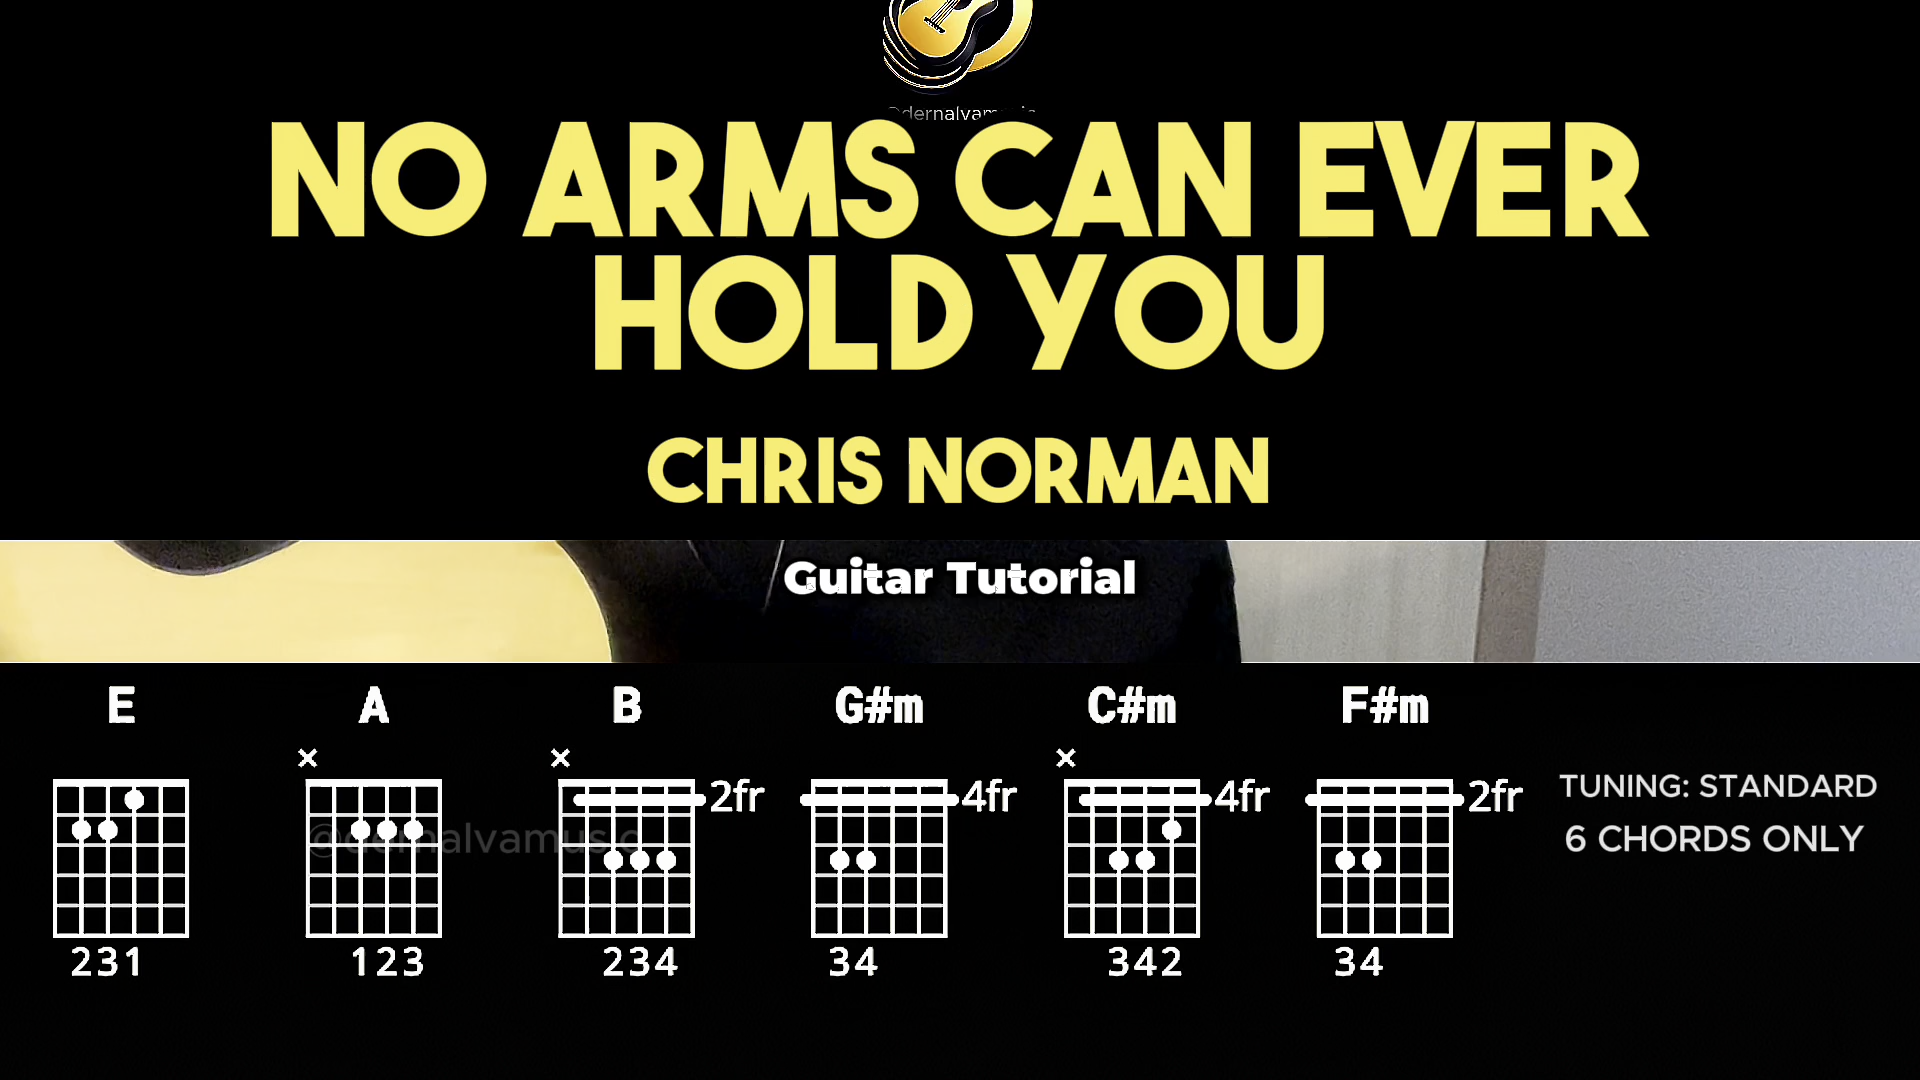 NO ARMS CAN EVER
HOLD YOU
CHRIS NORMAN
Guitar Tutorial
E A B G#m C#m F#m
× × ×
2fr 4fr 4fr 2fr
TUNING: STANDARD
6 CHORDS ONLY
231 123 234 34 342 34